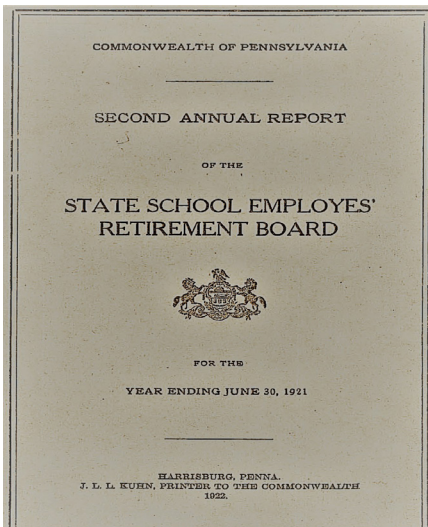 COMMONWEALTH OF PENNSYLVANIA
SECOND ANNUAL REPORT
OF THE
STATE SCHOOL EMPLOYES'
RETIREMENT BOARD
FOR THE
YEAR ENDING JUNE 30, 1921
HARRISBURG, PENNA.
J. L. L. KUHN, PRINTER TO THE COMMONWEALTH
1922.